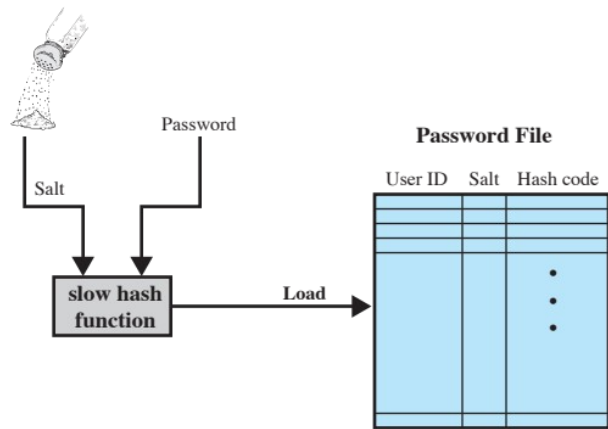 Password
Password File
Salt
User ID Salt Hash code
slow hash
function
Load